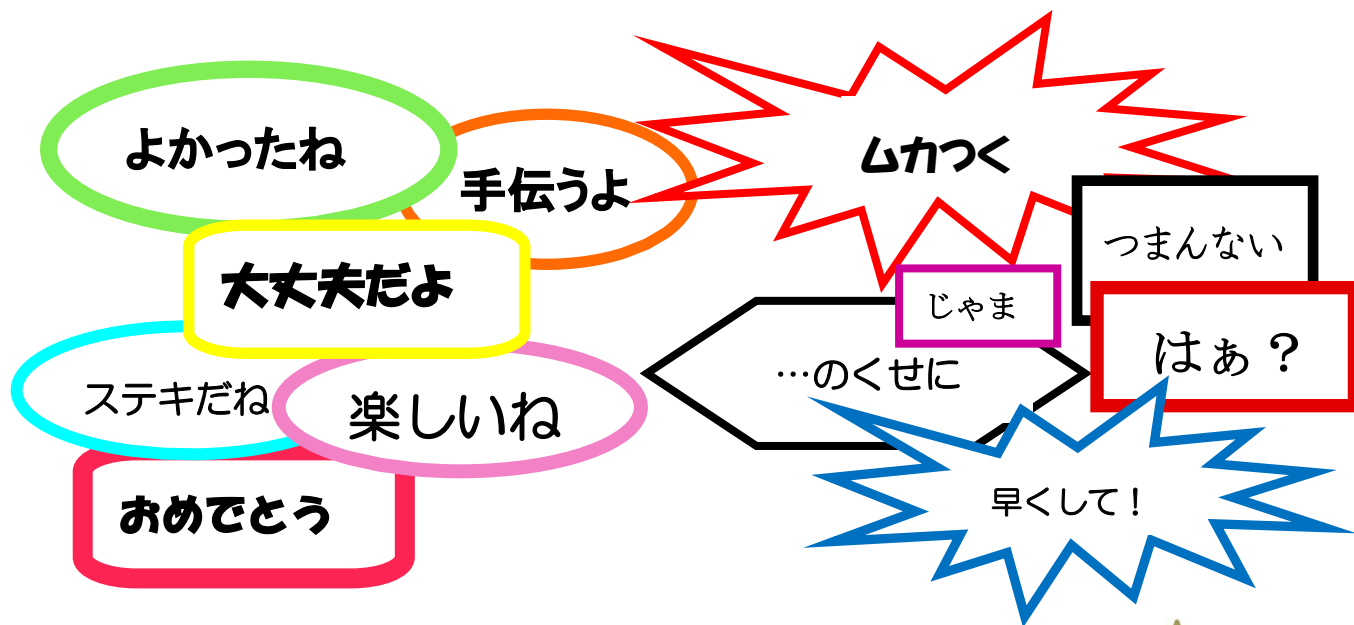 よかったね
手伝うよ
大丈夫だよ
ステキだね
楽しいね
おめでとう
ムカつく
つまんない
じゃま
はぁ？
…のくせに
早くして！